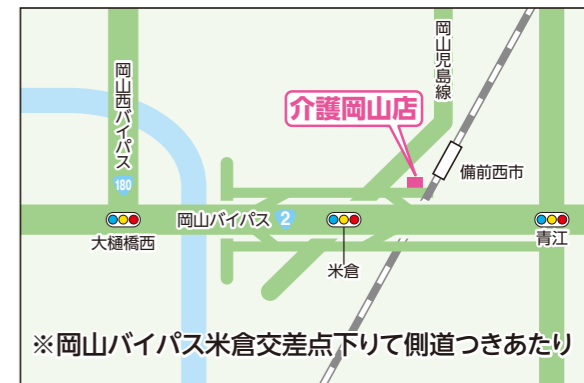 岡山児島線
岡山西バイパス
180
介護岡山店
備前西市
岡山バイパス 2
大樋橋西
米倉
青江
※岡山バイパス米倉交差点下りて側道つきあたり